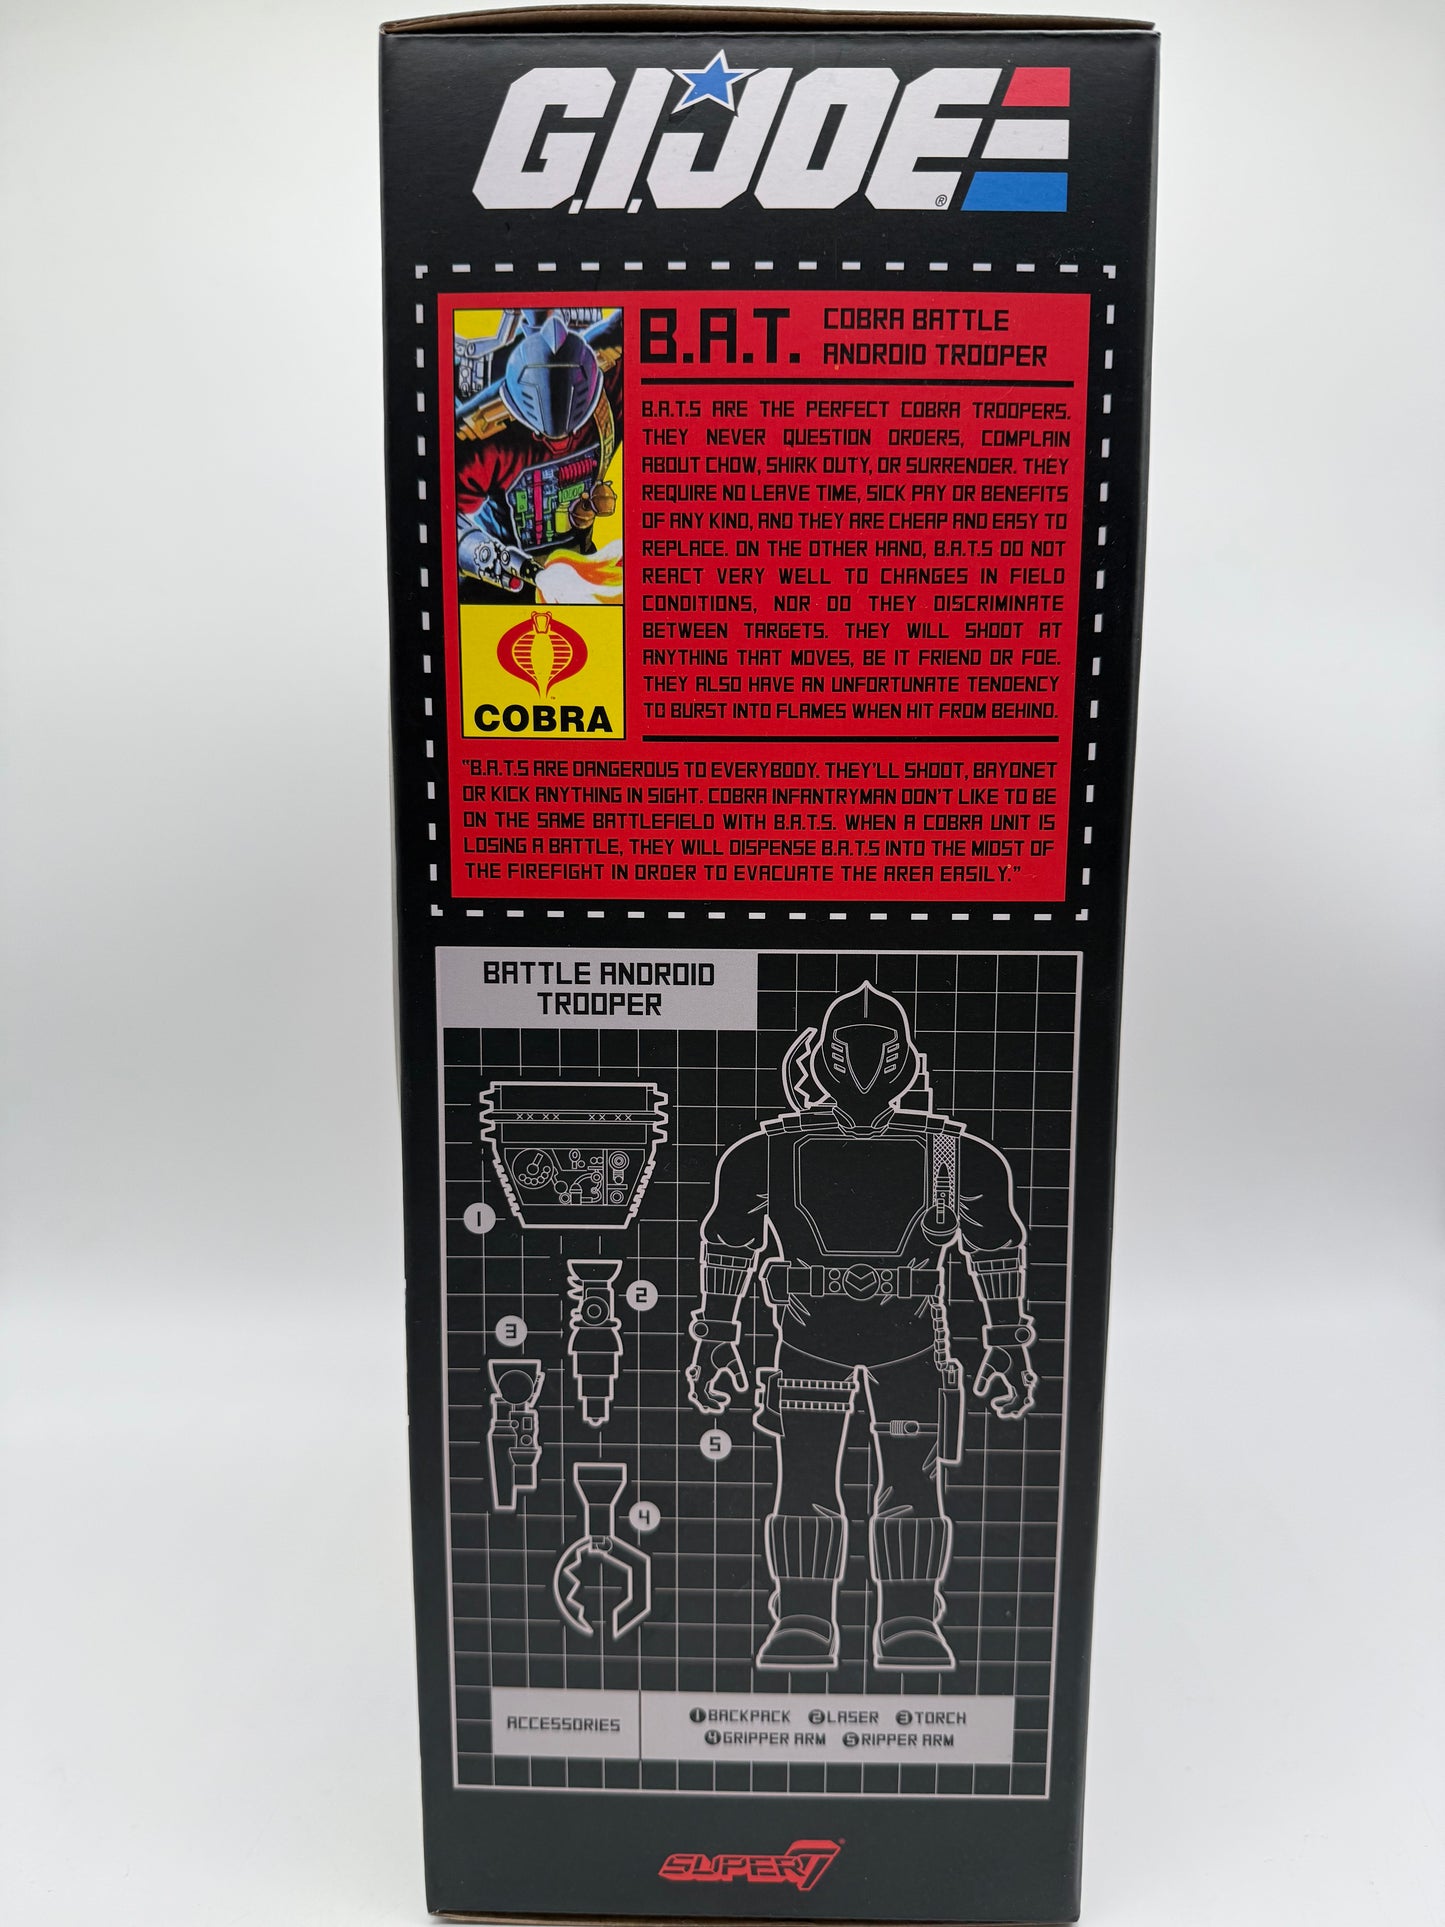 G.I.JOE®
B.A.T. COBRA BATTLE
ANDROID TROOPER
B.A.T.S ARE THE PERFECT COBRA TROOPERS.
THEY NEVER QUESTION ORDERS, COMPLAIN
ABOUT CHOW, SHIRK DUTY, OR SURRENDER. THEY
REQUIRE NO LEAVE TIME, SICK PAY OR BENEFITS
OF ANY KIND, AND THEY ARE CHEAP AND EASY TO
REPLACE. ON THE OTHER HAND, B.A.T.S DO NOT
REACT VERY WELL TO CHANGES IN FIELD
CONDITIONS, NOR DO THEY DISCRIMINATE
BETWEEN TARGETS. THEY WILL SHOOT AT
ANYTHING THAT MOVES, BE IT FRIEND OR FOE.
THEY ALSO HAVE AN UNFORTUNATE TENDENCY
TO BURST INTO FLAMES WHEN HIT FROM BEHIND.
COBRA
"B.A.T.S ARE DANGEROUS TO EVERYBODY. THEY'LL SHOOT, BAYONET
OR KICK ANYTHING IN SIGHT. COBRA INFANTRYMAN DON'T LIKE TO BE
ON THE SAME BATTLEFIELD WITH B.A.T.S. WHEN A COBRA UNIT IS
LOSING A BATTLE, THEY WILL DISPENSE B.A.T.S INTO THE MIDST OF
THE FIREFIGHT IN ORDER TO EVACUATE THE AREA EASILY."
BATTLE ANDROID
TROOPER
1
2
3
4
5
ACCESSORIES
1 BACKPACK 2 LASER 3 TORCH
4 GRIPPER ARM 5 RIPPER ARM
SUPER7